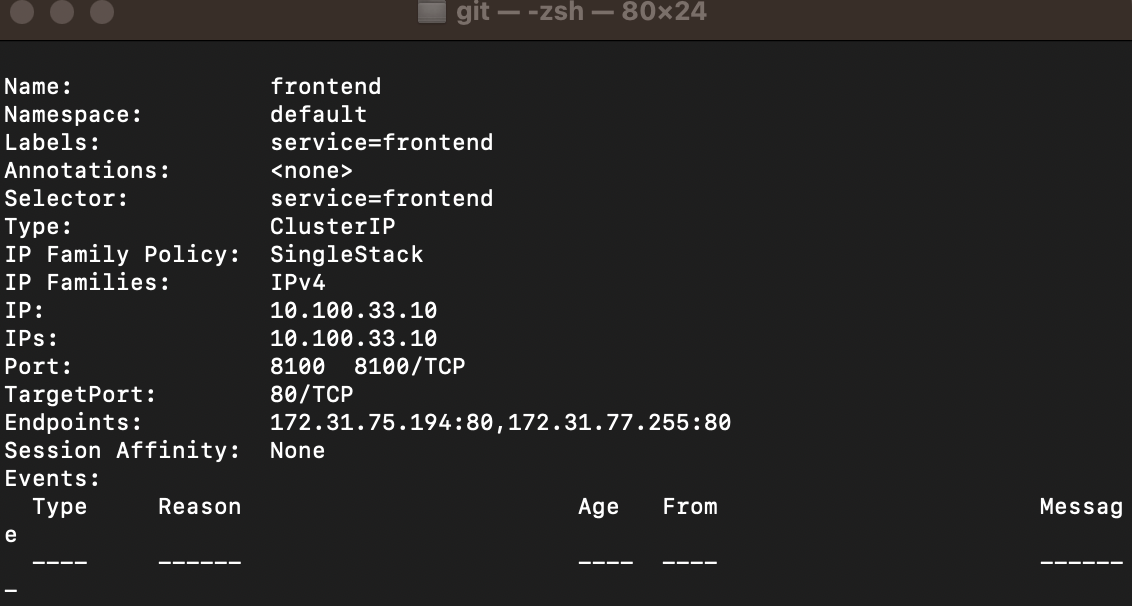 git — -zsh — 80×24
Name: frontend
Namespace: default
Labels: service=frontend
Annotations: <none>
Selector: service=frontend
Type: ClusterIP
IP Family Policy: SingleStack
IP Families: IPv4
IP: 10.100.33.10
IPs: 10.100.33.10
Port: 8100 8100/TCP
TargetPort: 80/TCP
Endpoints: 172.31.75.194:80,172.31.77.255:80
Session Affinity: None
Events:
Type Reason Age From Messag
e
---- ------ ---- ---- ------
-